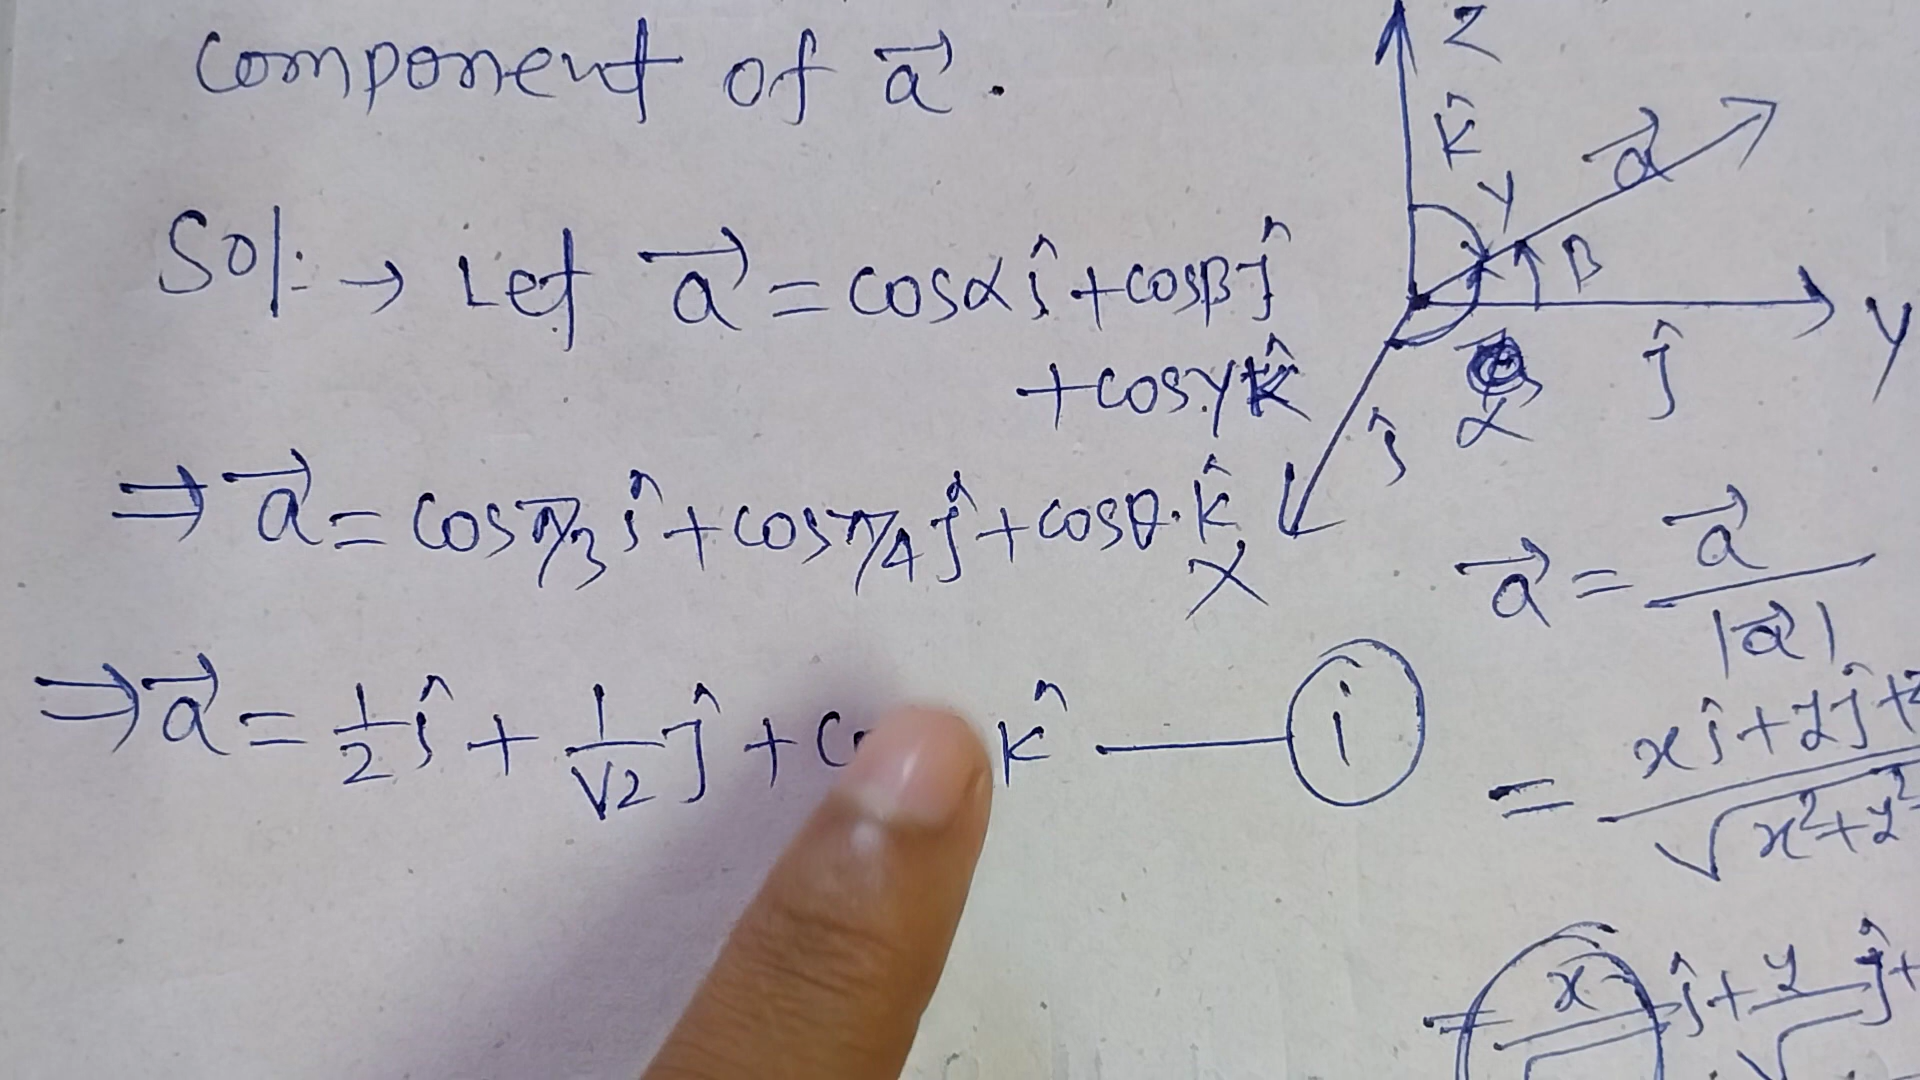 component of a⃗.
Sol: → Let a⃗ = cosα î + cosβ ĵ
+ cosγ k̂
⇒ a⃗ = cos π/3 î + cos π/4 ĵ + cosθ·k̂
⇒ a⃗ = 1/2 î + 1/√2 ĵ + k̂ — (i)
Z
k̂
γ
a⃗
β
Y
ĵ
α
î
X
a⃗ = a⃗/|a⃗|
= xî + yĵ + / √x²+y²
= x î + y ĵ +